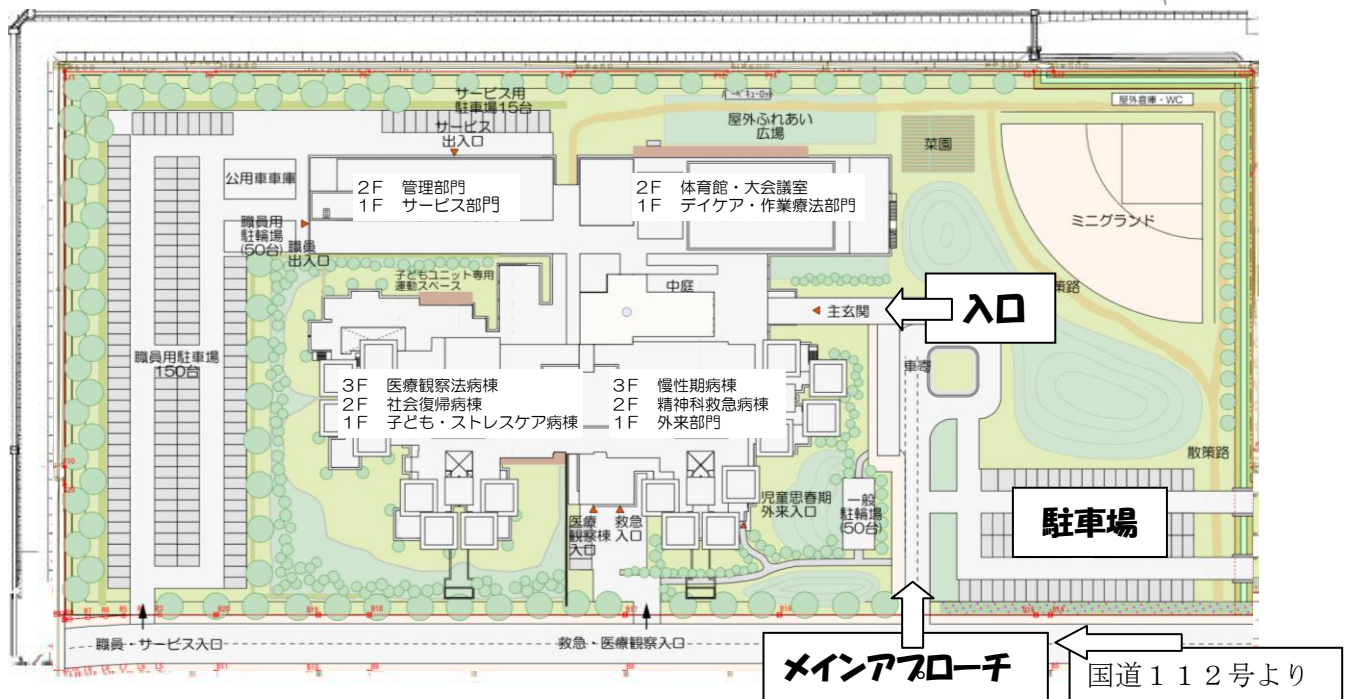 サービス用
駐車場15台
サービス
出入口
バーベキューロッヂ
屋外ふれあい
広場
屋外倉庫・WC
菜園
公用車車庫
2F 管理部門
1F サービス部門
2F 体育館・大会議室
1F デイケア・作業療法部門
ミニグランド
職員用
駐輪場
(50台)
職員
出入口
子どもユニット専用
運動スペース
中庭
主玄関
入口
策路
職員用駐車場
150台
3F 医療観察法病棟
2F 社会復帰病棟
1F 子ども・ストレスケア病棟
3F 慢性期病棟
2F 精神科救急病棟
1F 外来部門
車寄
散策路
児童思春期
外来入口
一般
駐輪場
(50台)
駐車場
医療
観察棟
入口
救急
入口
職員・サービス入口
救急・医療観察入口
メインアプローチ
国道112号より